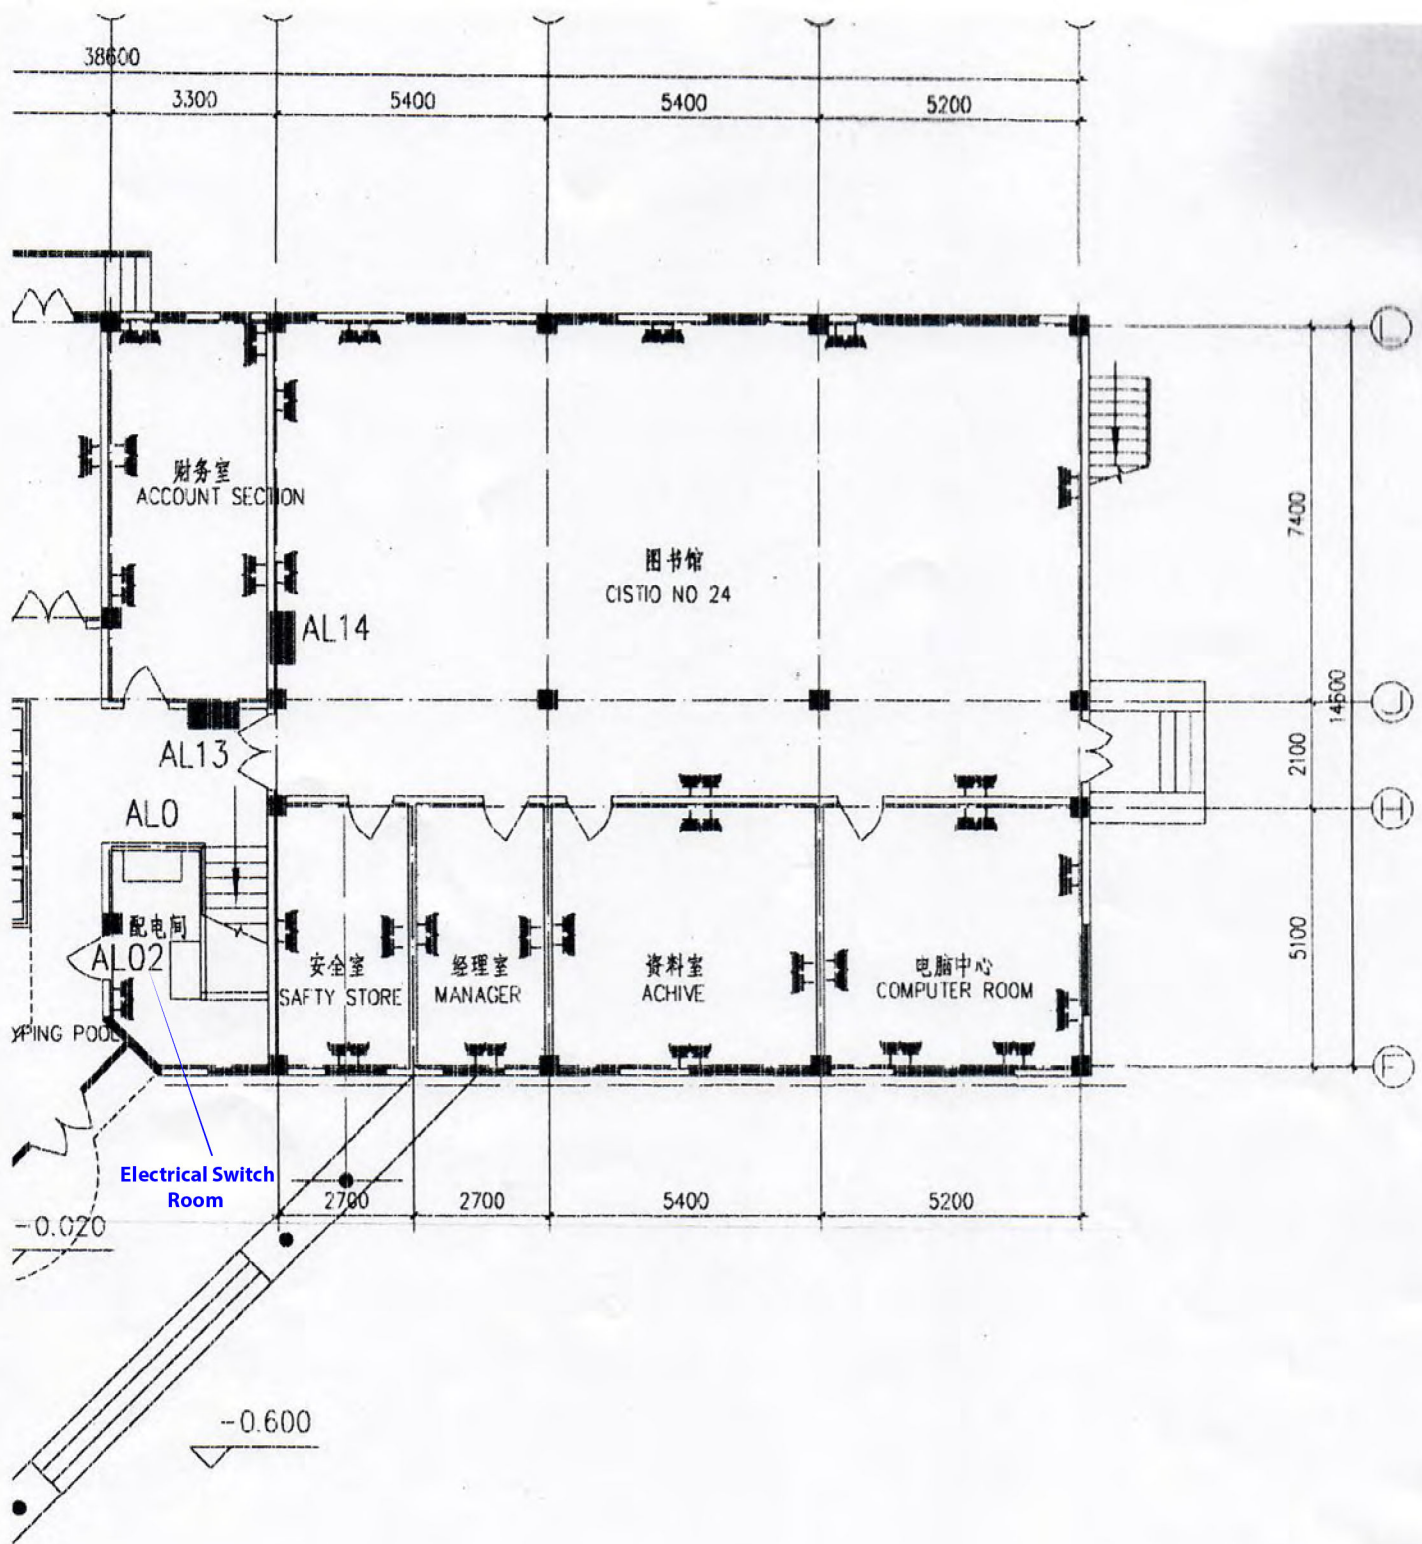 38600
3300
5400
5400
5200
财务室
ACCOUNT SECTION
图书馆
CISTIO NO 24
AL14
AL13
AL0
配电间
AL02
YPING POOL
安全室
SAFTY STORE
经理室
MANAGER
资料室
ACHIVE
电脑中心
COMPUTER ROOM
7400
2100
14600
5100
L
J
H
F
Electrical Switch
Room
2700
2700
5400
5200
-0.020
-0.600